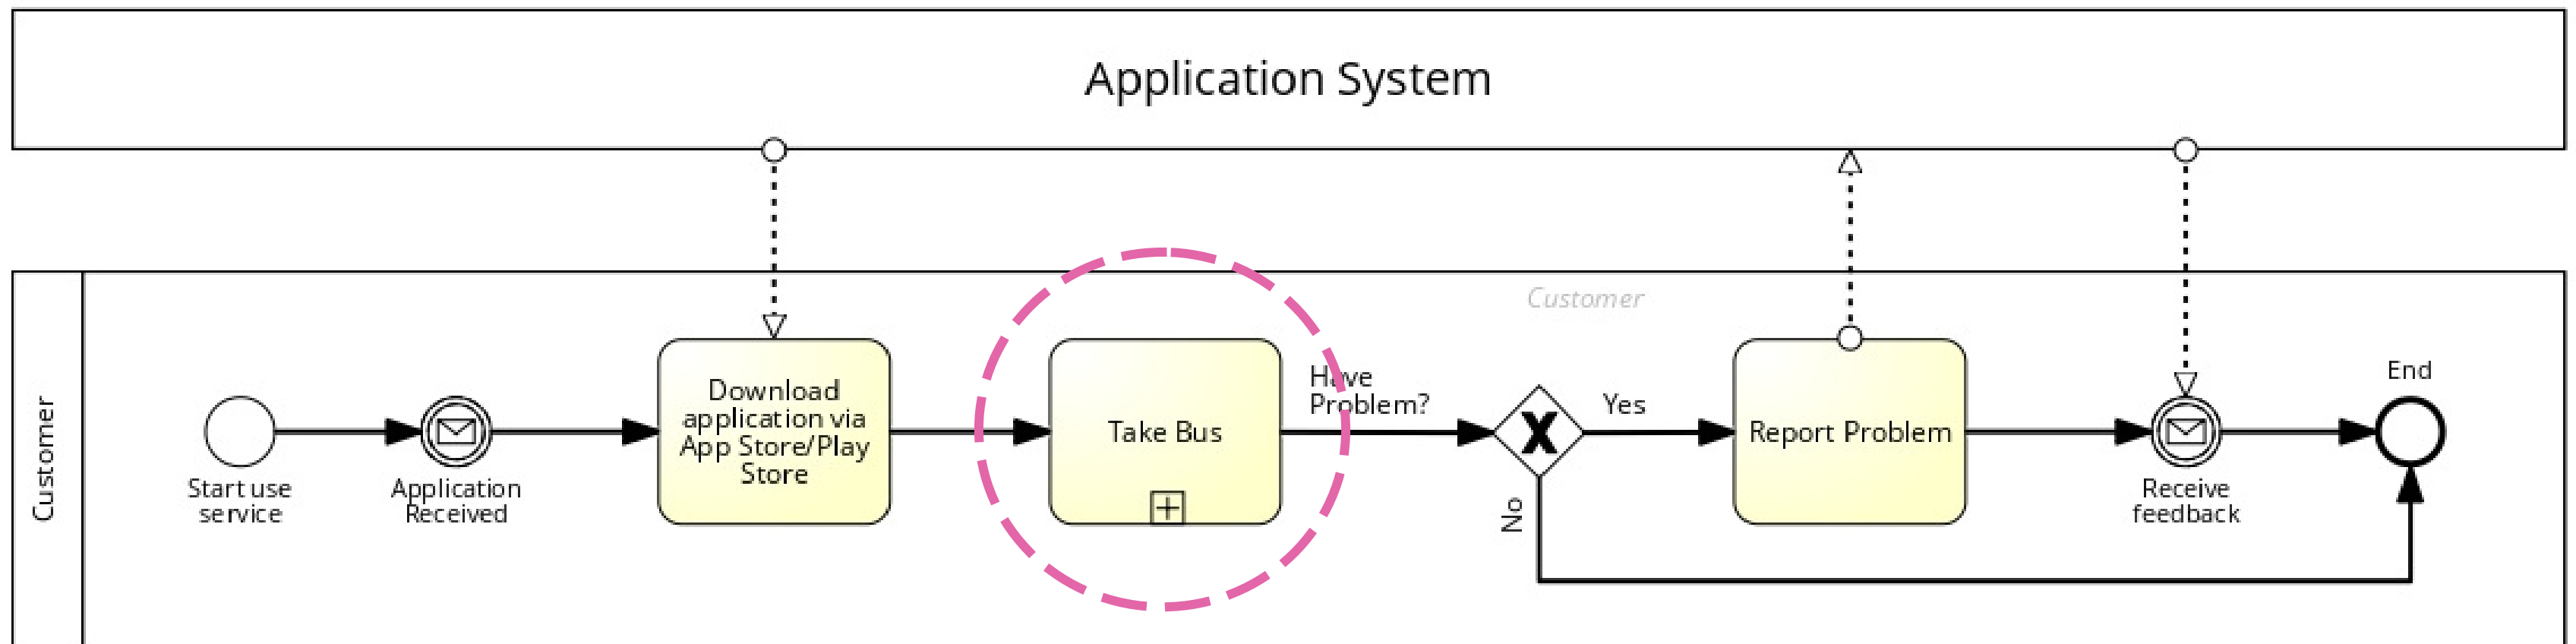 Application System
Customer
Customer
Start use
service
Application
Received
Download
application via
App Store/Play
Store
Take Bus
Have
Problem?
Yes
No
Report Problem
Receive
feedback
End